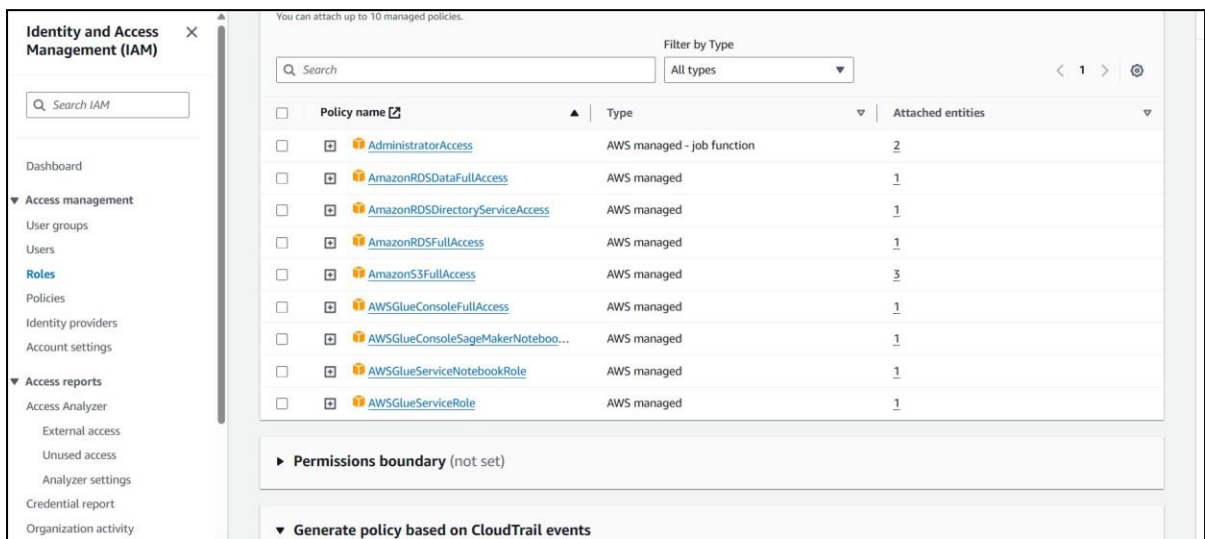 Identity and Access
Management (IAM)
Search IAM
Dashboard
Access management
User groups
Users
Roles
Policies
Identity providers
Account settings
Access reports
Access Analyzer
External access
Unused access
Analyzer settings
Credential report
Organization activity
You can attach up to 10 managed policies.
Filter by Type
Search
All types
1
Policy name Type Attached entities
AdministratorAccess AWS managed - job function 2
AmazonRDSDataFullAccess AWS managed 1
AmazonRDSDirectoryServiceAccess AWS managed 1
AmazonRDSFullAccess AWS managed 1
AmazonS3FullAccess AWS managed 3
AWSGlueConsoleFullAccess AWS managed 1
AWSGlueConsoleSageMakerNoteboo... AWS managed 1
AWSGlueServiceNotebookRole AWS managed 1
AWSGlueServiceRole AWS managed 1
Permissions boundary (not set)
Generate policy based on CloudTrail events